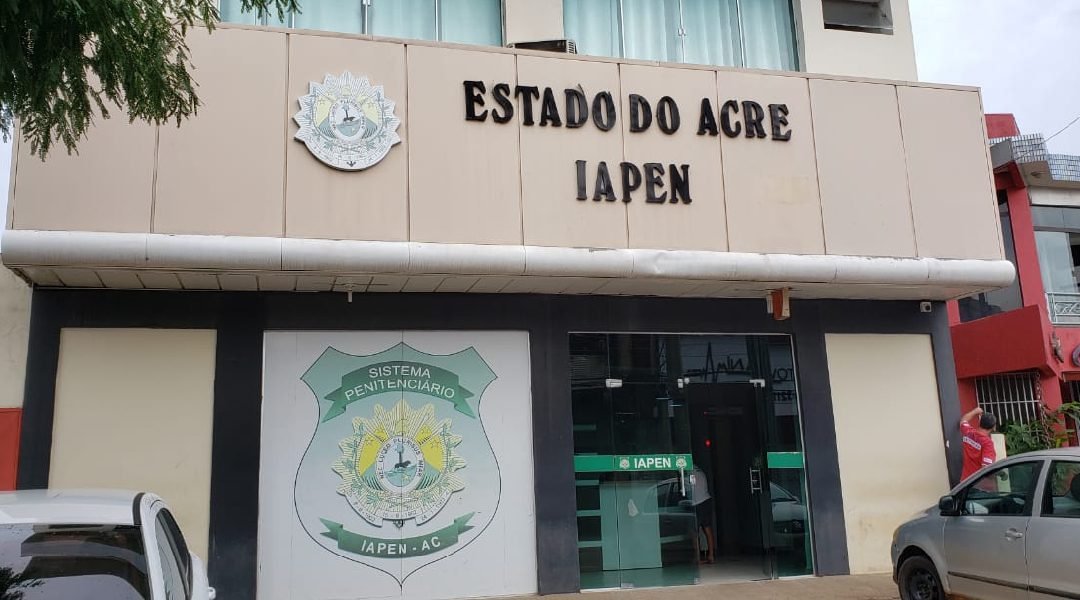 ESTADO DO ACRE
IAPEN
SISTEMA
PENITENCIÁRIO
IAPEN - AC
IAPEN